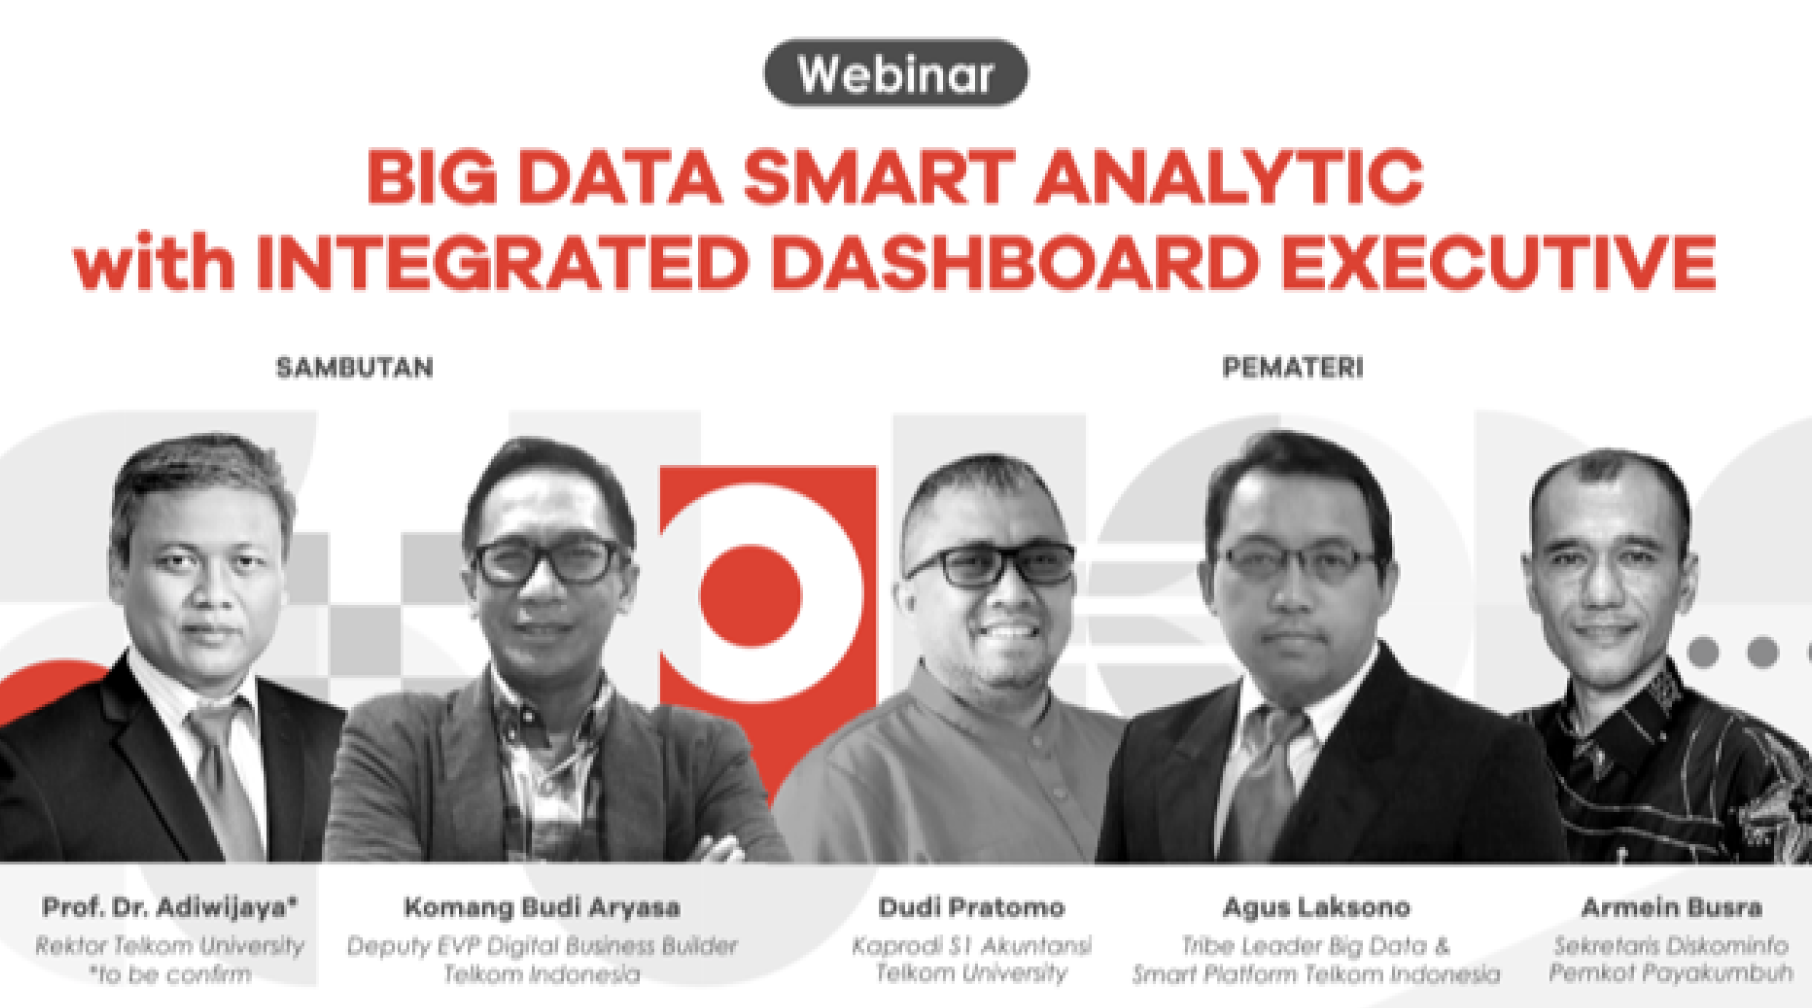 Webinar
BIG DATA SMART ANALYTIC
with INTEGRATED DASHBOARD EXECUTIVE
SAMBUTAN
PEMATERI
Prof. Dr. Adiwijaya*
Rektor Telkom University
*to be confirm
Komang Budi Aryasa
Deputy EVP Digital Business Builder
Telkom Indonesia
Dudi Pratomo
Kaprodi S1 Akuntansi
Telkom University
Agus Laksono
Tribe Leader Big Data &
Smart Platform Telkom Indonesia
Armein Busra
Sekretaris Diskominfo
Pemkot Payakumbuh